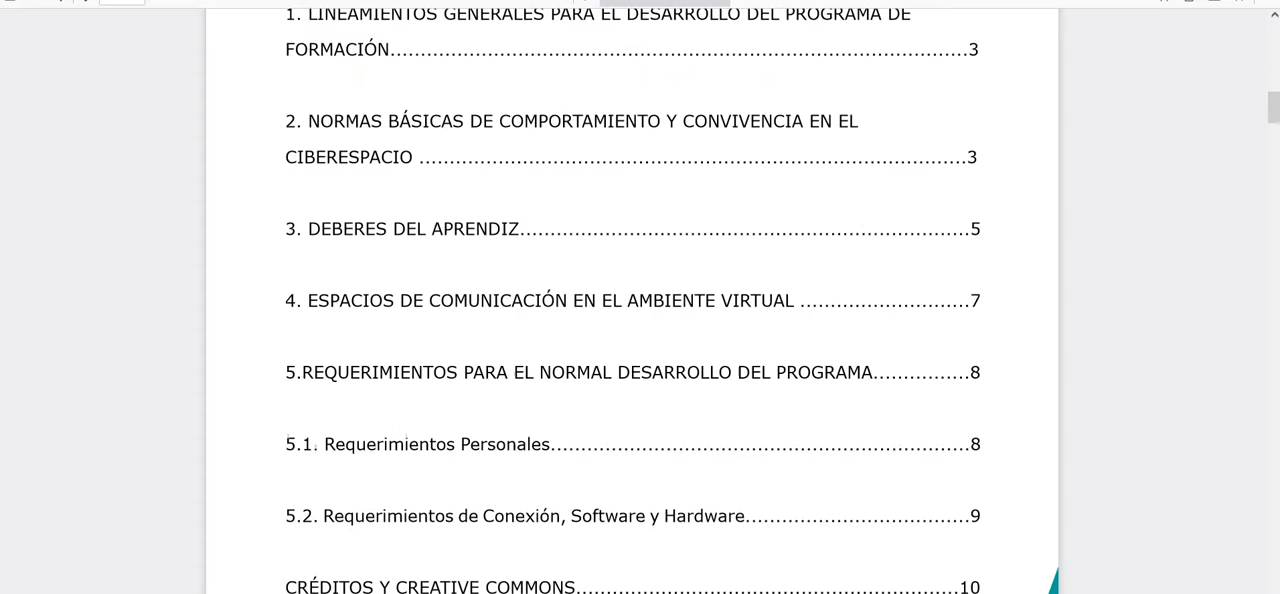 1. LINEAMIENTOS GENERALES PARA EL DESARROLLO DEL PROGRAMA DE
FORMACIÓN...............................................................................................3
2. NORMAS BÁSICAS DE COMPORTAMIENTO Y CONVIVENCIA EN EL
CIBERESPACIO ..........................................................................................3
3. DEBERES DEL APRENDIZ..........................................................................5
4. ESPACIOS DE COMUNICACIÓN EN EL AMBIENTE VIRTUAL ............................7
5.REQUERIMIENTOS PARA EL NORMAL DESARROLLO DEL PROGRAMA................8
5.1. Requerimientos Personales.....................................................................8
5.2. Requerimientos de Conexión, Software y Hardware.....................................9
CRÉDITOS Y CREATIVE COMMONS...............................................................10